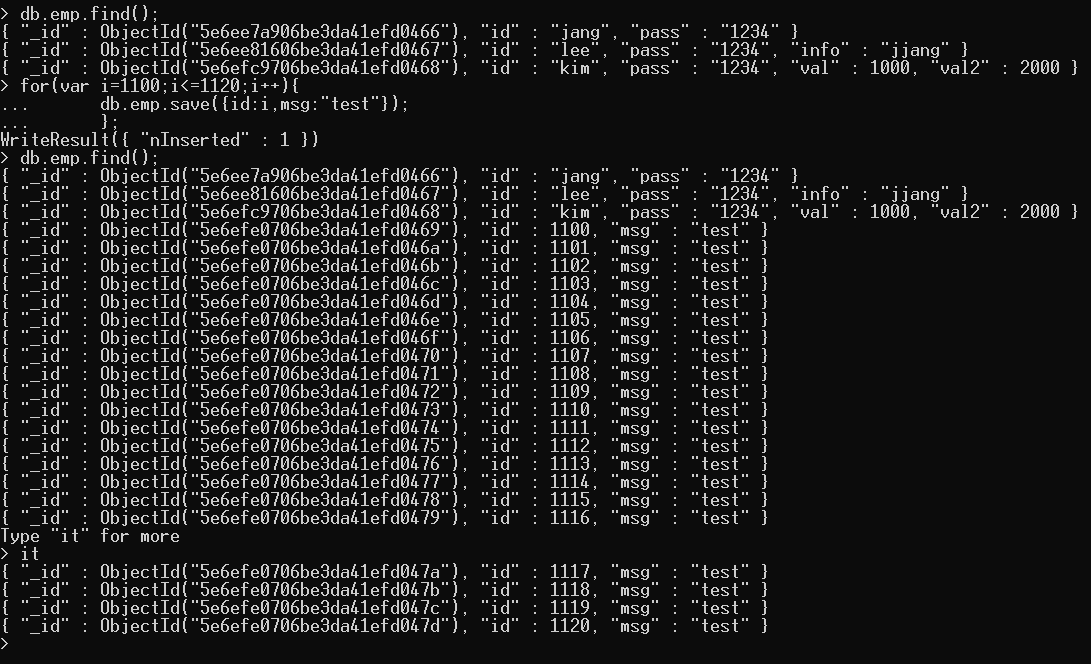 > db.emp.find();
{ "_id" : ObjectId("5e6ee7a906be3da41efd0466"), "id" : "jang", "pass" : "1234" }
{ "_id" : ObjectId("5e6ee81606be3da41efd0467"), "id" : "lee", "pass" : "1234", "info" : "jjang" }
{ "_id" : ObjectId("5e6efc9706be3da41efd0468"), "id" : "kim", "pass" : "1234", "val" : 1000, "val2" : 2000 }
> for(var i=1100;i<=1120;i++){
...     db.emp.save({id:i,msg:"test"});
...     };
WriteResult({ "nInserted" : 1 })
> db.emp.find();
{ "_id" : ObjectId("5e6ee7a906be3da41efd0466"), "id" : "jang", "pass" : "1234" }
{ "_id" : ObjectId("5e6ee81606be3da41efd0467"), "id" : "lee", "pass" : "1234", "info" : "jjang" }
{ "_id" : ObjectId("5e6efc9706be3da41efd0468"), "id" : "kim", "pass" : "1234", "val" : 1000, "val2" : 2000 }
{ "_id" : ObjectId("5e6efe0706be3da41efd0469"), "id" : 1100, "msg" : "test" }
{ "_id" : ObjectId("5e6efe0706be3da41efd046a"), "id" : 1101, "msg" : "test" }
{ "_id" : ObjectId("5e6efe0706be3da41efd046b"), "id" : 1102, "msg" : "test" }
{ "_id" : ObjectId("5e6efe0706be3da41efd046c"), "id" : 1103, "msg" : "test" }
{ "_id" : ObjectId("5e6efe0706be3da41efd046d"), "id" : 1104, "msg" : "test" }
{ "_id" : ObjectId("5e6efe0706be3da41efd046e"), "id" : 1105, "msg" : "test" }
{ "_id" : ObjectId("5e6efe0706be3da41efd046f"), "id" : 1106, "msg" : "test" }
{ "_id" : ObjectId("5e6efe0706be3da41efd0470"), "id" : 1107, "msg" : "test" }
{ "_id" : ObjectId("5e6efe0706be3da41efd0471"), "id" : 1108, "msg" : "test" }
{ "_id" : ObjectId("5e6efe0706be3da41efd0472"), "id" : 1109, "msg" : "test" }
{ "_id" : ObjectId("5e6efe0706be3da41efd0473"), "id" : 1110, "msg" : "test" }
{ "_id" : ObjectId("5e6efe0706be3da41efd0474"), "id" : 1111, "msg" : "test" }
{ "_id" : ObjectId("5e6efe0706be3da41efd0475"), "id" : 1112, "msg" : "test" }
{ "_id" : ObjectId("5e6efe0706be3da41efd0476"), "id" : 1113, "msg" : "test" }
{ "_id" : ObjectId("5e6efe0706be3da41efd0477"), "id" : 1114, "msg" : "test" }
{ "_id" : ObjectId("5e6efe0706be3da41efd0478"), "id" : 1115, "msg" : "test" }
{ "_id" : ObjectId("5e6efe0706be3da41efd0479"), "id" : 1116, "msg" : "test" }
Type "it" for more
> it
{ "_id" : ObjectId("5e6efe0706be3da41efd047a"), "id" : 1117, "msg" : "test" }
{ "_id" : ObjectId("5e6efe0706be3da41efd047b"), "id" : 1118, "msg" : "test" }
{ "_id" : ObjectId("5e6efe0706be3da41efd047c"), "id" : 1119, "msg" : "test" }
{ "_id" : ObjectId("5e6efe0706be3da41efd047d"), "id" : 1120, "msg" : "test" }
>